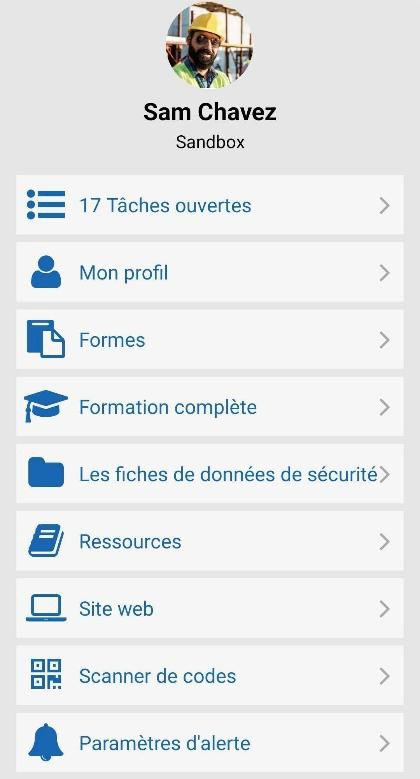 Sam Chavez
Sandbox
17 Tâches ouvertes
Mon profil
Formes
Formation complète
Les fiches de données de sécurité
Ressources
Site web
Scanner de codes
Paramètres d'alerte